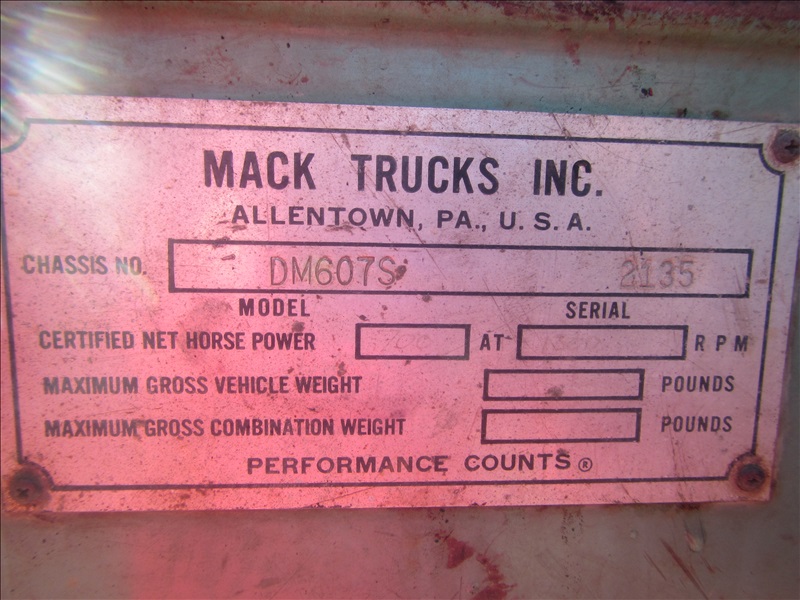 MACK TRUCKS INC.
ALLENTOWN, PA., U.S.A.
CHASSIS NO. DM607S 2135
MODEL SERIAL
CERTIFIED NET HORSE POWER AT RPM
MAXIMUM GROSS VEHICLE WEIGHT POUNDS
MAXIMUM GROSS COMBINATION WEIGHT POUNDS
PERFORMANCE COUNTS ®